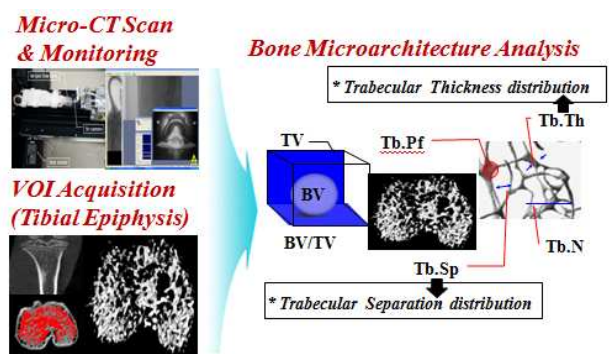 Micro-CT Scan
& Monitoring
VOI Acquisition
(Tibial Epiphysis)
Bone Microarchitecture Analysis
* Trabecular Thickness distribution
Tb.Th
TV
Tb.Pf
BV
BV/TV
Tb.N
Tb.Sp
* Trabecular Separation distribution